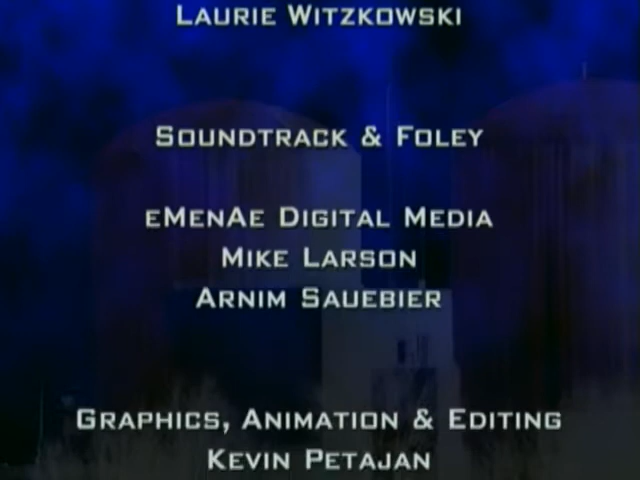 Laurie Witzkowski
Soundtrack & Foley
eMenAe Digital Media
Mike Larson
Arnim Sauebier
Graphics, Animation & Editing
Kevin Petajan